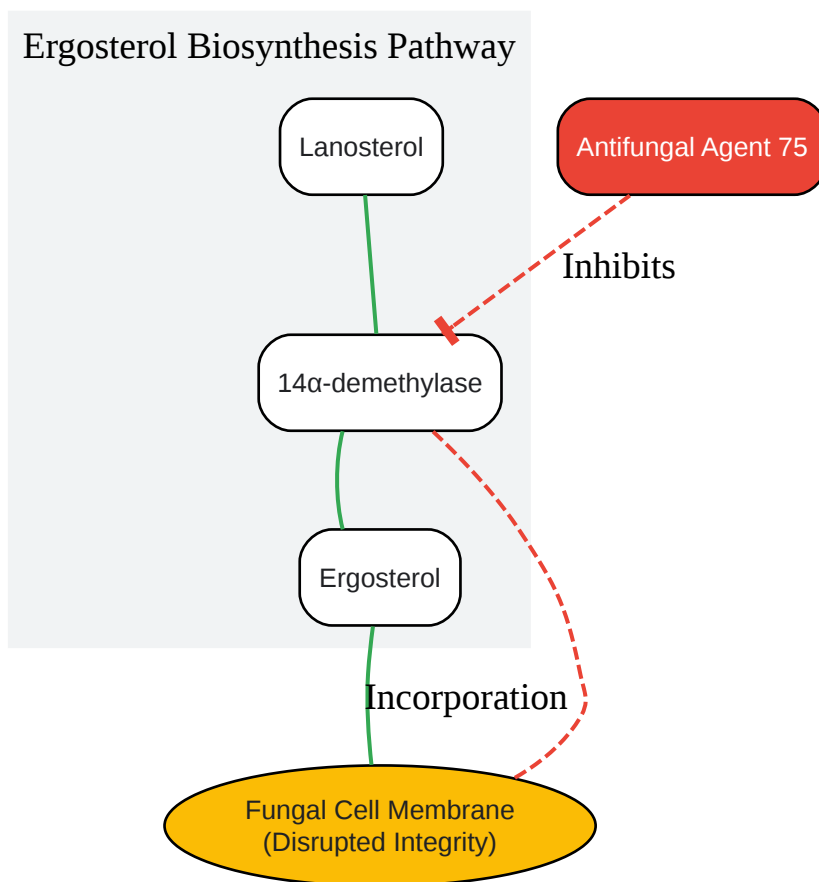 Ergosterol Biosynthesis Pathway
Lanosterol
Antifungal Agent 75
Inhibits
14α-demethylase
Ergosterol
Incorporation
Fungal Cell Membrane
(Disrupted Integrity)